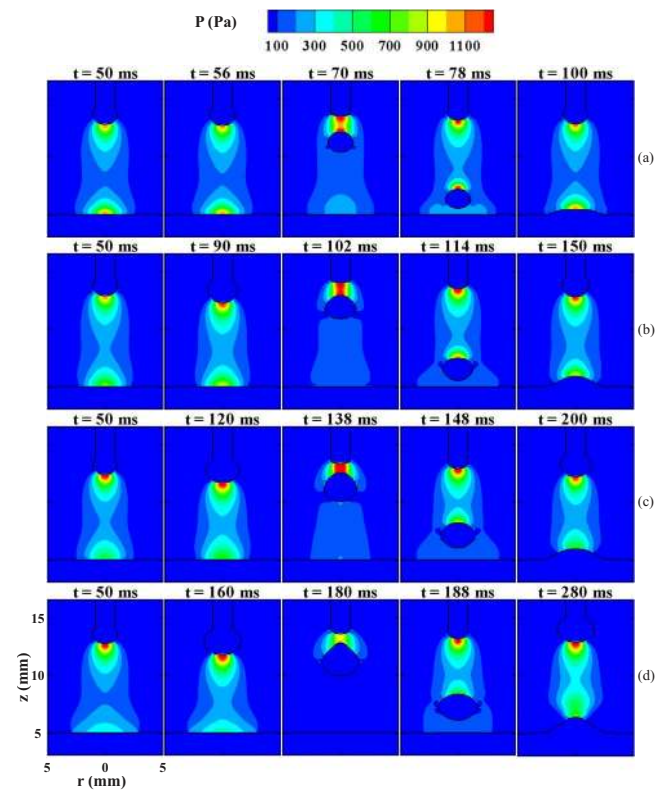 P (Pa)
100 300 500 700 900 1100
t = 50 ms t = 56 ms t = 70 ms t = 78 ms t = 100 ms
(a)
t = 50 ms t = 90 ms t = 102 ms t = 114 ms t = 150 ms
(b)
t = 50 ms t = 120 ms t = 138 ms t = 148 ms t = 200 ms
(c)
t = 50 ms t = 160 ms t = 180 ms t = 188 ms t = 280 ms
15
z (mm)
10
(d)
5
5 0 5
r (mm)